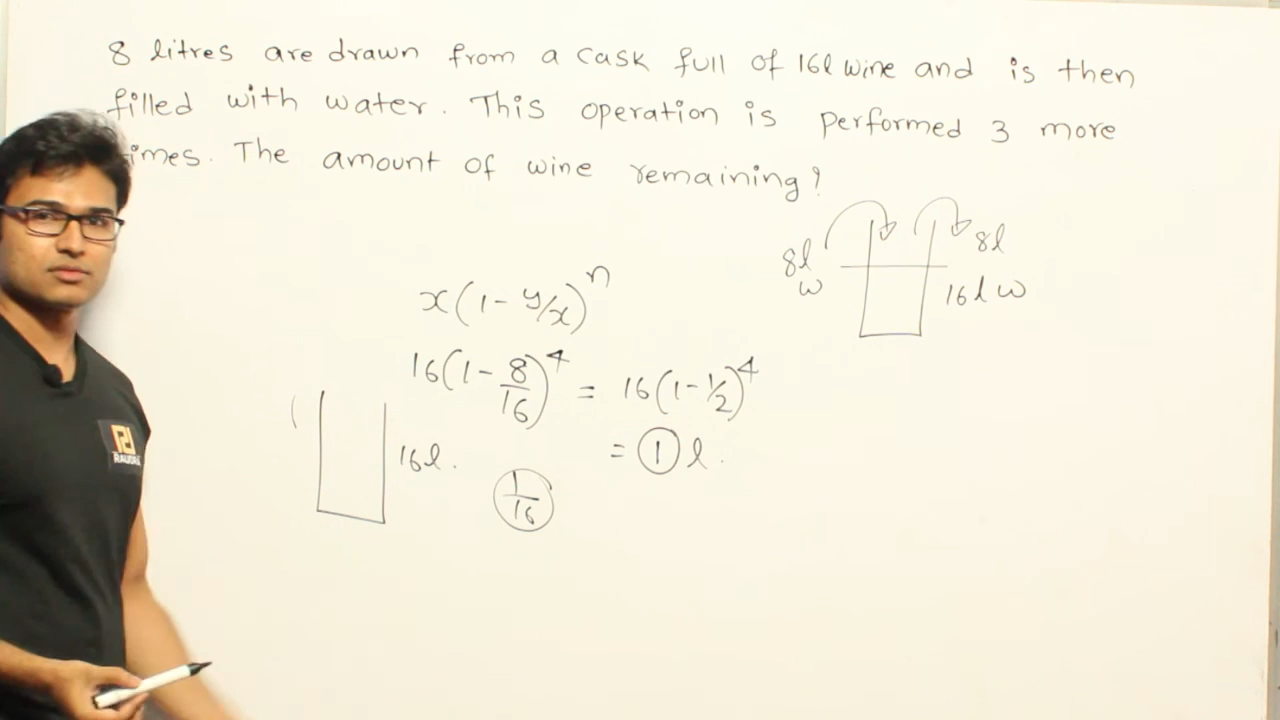 8 litres are drawn from a cask full of 16l wine and is then
filled with water. This operation is performed 3 more
times. The amount of wine remaining?
8l
w
8l
16l w
x(1 - y/x)^n
16(1 - 8/16)^4 = 16(1 - 1/2)^4
= 1 l.
16l.
1/16